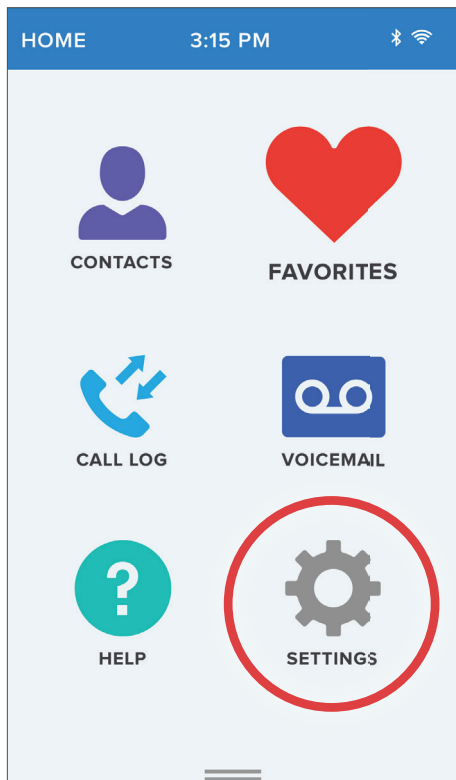 HOME 3:15 PM
CONTACTS
FAVORITES
CALL LOG
VOICEMAIL
?
HELP
SETTINGS